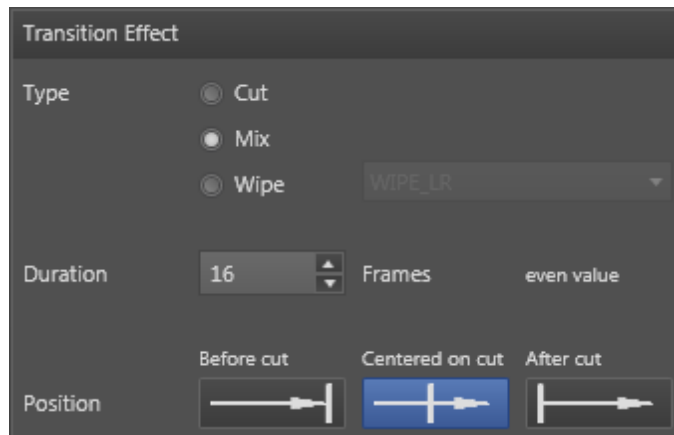 Transition Effect
Type Cut
Mix
Wipe WIPE_LR
Duration 16 Frames even value
Before cut Centered on cut After cut
Position